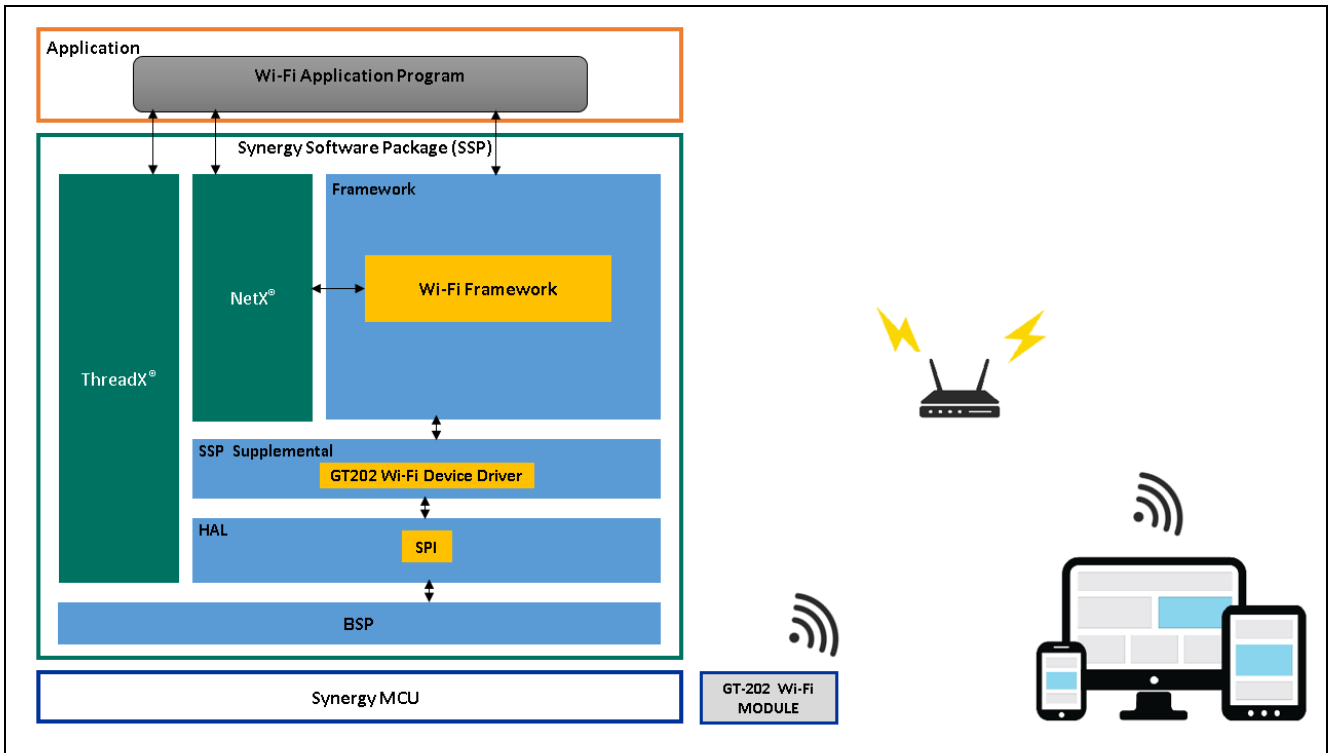 Application
Wi-Fi Application Program
Synergy Software Package (SSP)
Framework
Wi-Fi Framework
NetX®
ThreadX®
SSP Supplemental
GT202 Wi-Fi Device Driver
HAL
SPI
BSP
Synergy MCU
GT-202 Wi-Fi
MODULE